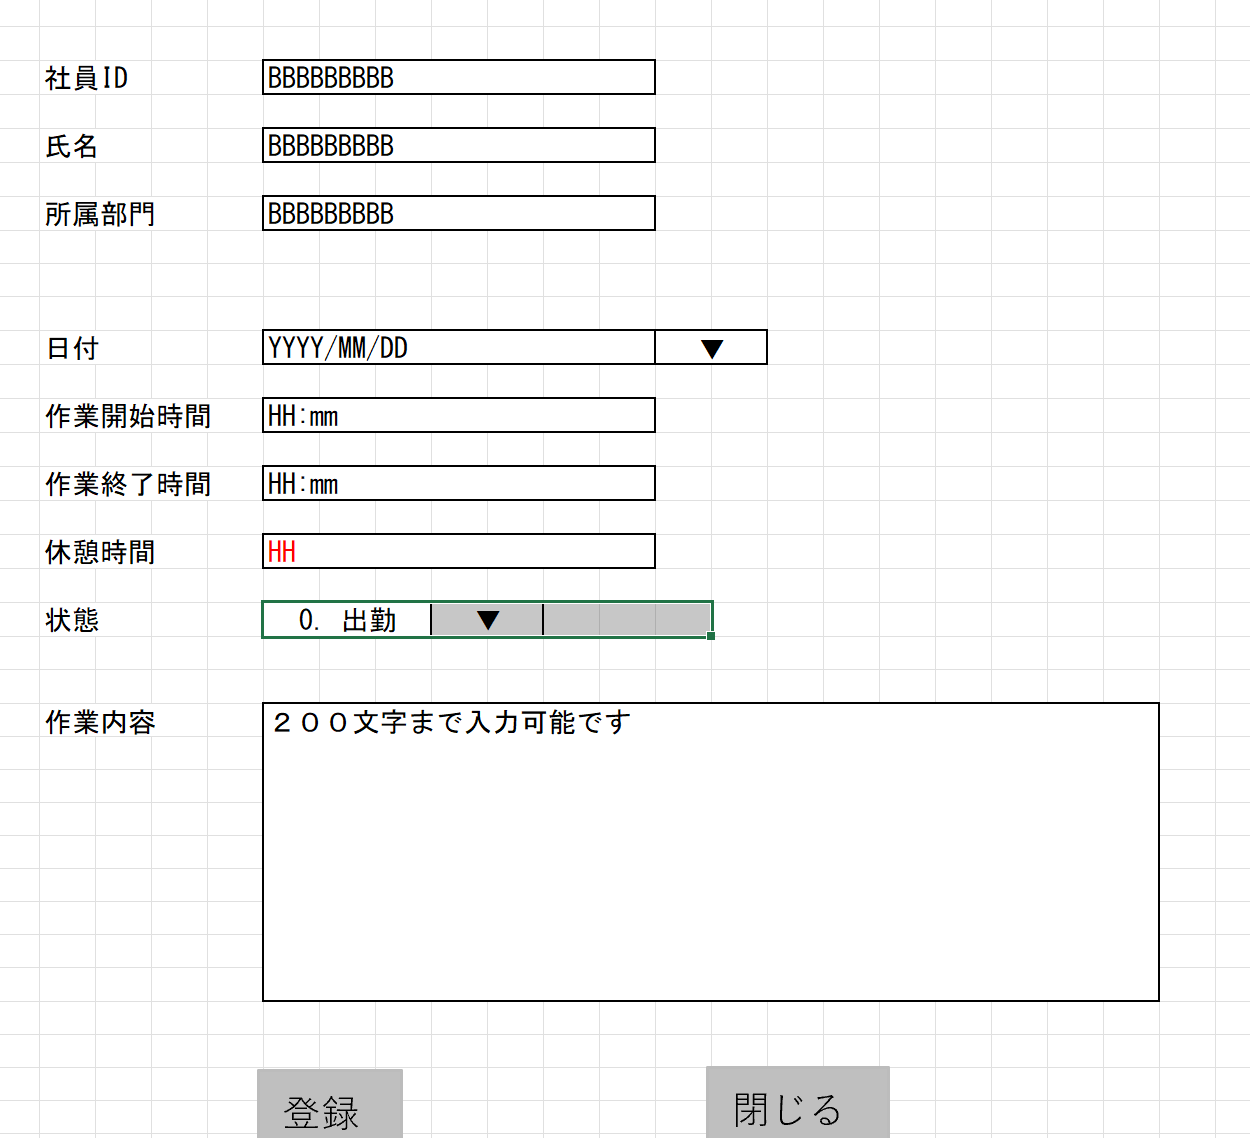 社員ID BBBBBBBBB
氏名 BBBBBBBBB
所属部門 BBBBBBBBB
日付 YYYY/MM/DD ▼
作業開始時間 HH:mm
作業終了時間 HH:mm
休憩時間 HH
状態 0. 出勤 ▼
作業内容 200文字まで入力可能です
登録 閉じる